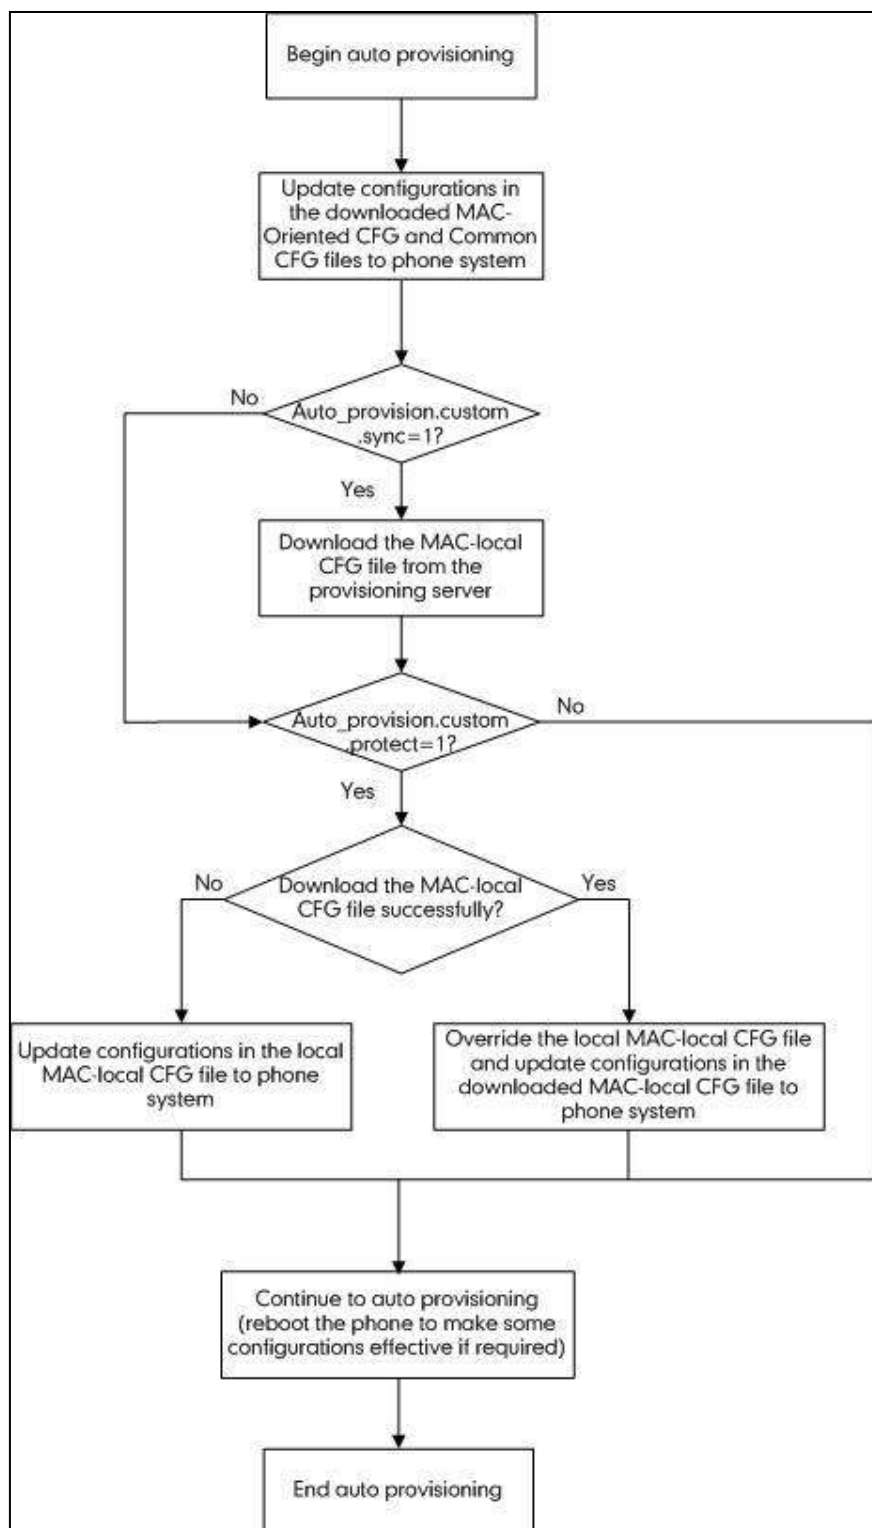 Begin auto provisioning
Update configurations in
the downloaded MAC-
Oriented CFG and Common
CFG files to phone system
No
Auto_provision.custom
.sync=1?
Yes
Download the MAC-local
CFG file from the
provisioning server
Auto_provision.custom
.protect=1?
No
Yes
No
Download the MAC-local
CFG file successfully?
Yes
Update configurations in the local
MAC-local CFG file to phone
system
Override the local MAC-local CFG file
and update configurations in the
downloaded MAC-local CFG file to
phone system
Continue to auto provisioning
(reboot the phone to make some
configurations effective if required)
End auto provisioning